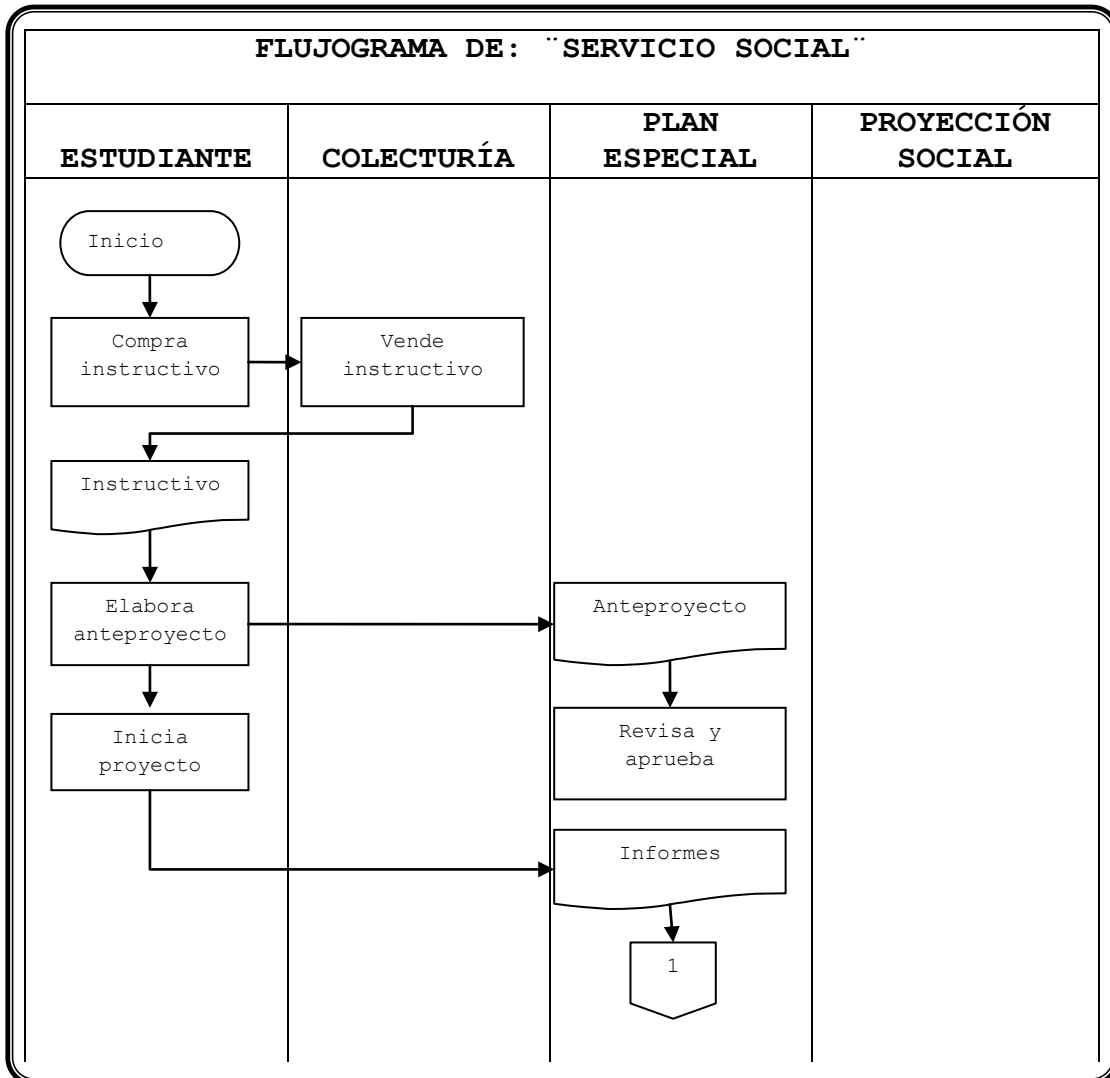 FLUJOGRAMA DE: ¨SERVICIO SOCIAL¨
ESTUDIANTE
COLECTURÍA
PLAN
ESPECIAL
PROYECCIÓN
SOCIAL
Inicio
Compra
instructivo
Vende
instructivo
Instructivo
Elabora
anteproyecto
Anteproyecto
Inicia
proyecto
Revisa y
aprueba
Informes
1